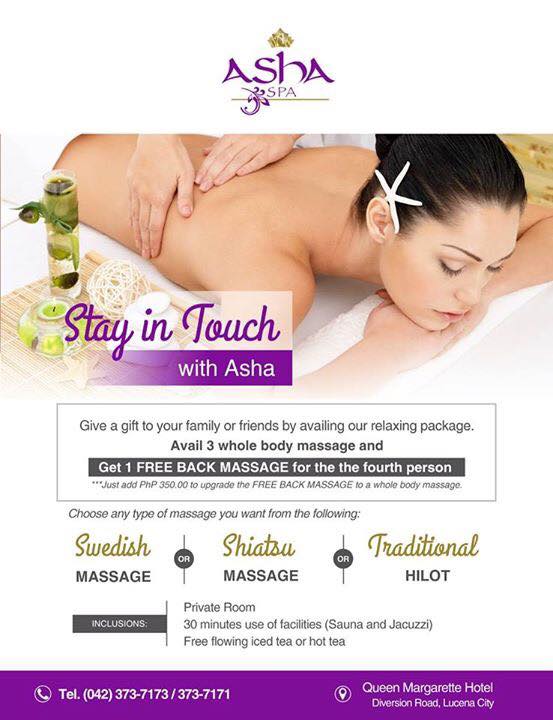 Asha
SPA
Stay in Touch
with Asha
Give a gift to your family or friends by availing our relaxing package.
Avail 3 whole body massage and
Get 1 FREE BACK MASSAGE for the the fourth person
***Just add PhP 350.00 to upgrade the FREE BACK MASSAGE to a whole body massage.
Choose any type of massage you want from the following:
Swedish OR Shiatsu OR Traditional
MASSAGE MASSAGE HILOT
INCLUSIONS:
Private Room
30 minutes use of facilities (Sauna and Jacuzzi)
Free flowing iced tea or hot tea
Tel. (042) 373-7173 / 373-7171
Queen Margarette Hotel
Diversion Road, Lucena City